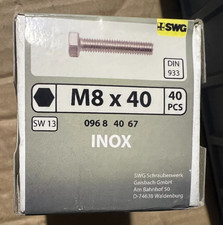 SWG
DIN
933
M8 x 40
40
PCS
SW 13
096 8 40 67
INOX
SWG Schraubenwerk
Gaisbach GmbH
Am Bahnhof 50
D-74638 Waldenburg